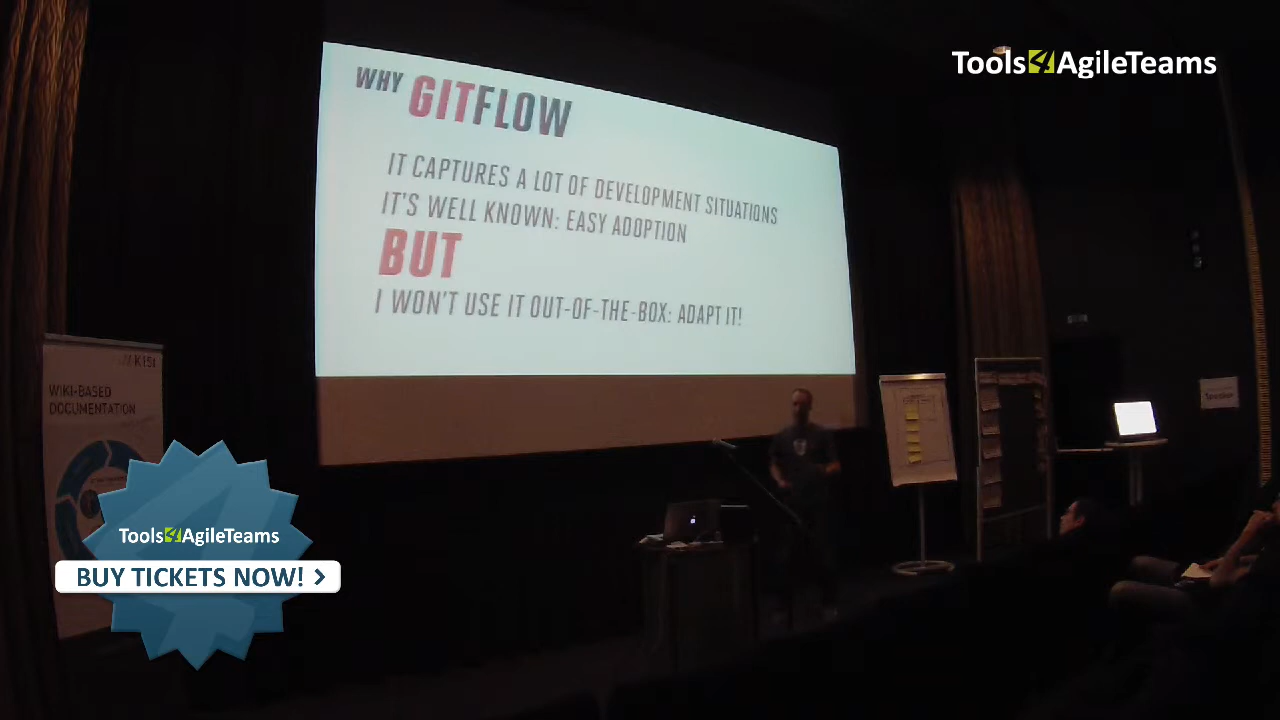 Tools4AgileTeams
WHY GITFLOW
IT CAPTURES A LOT OF DEVELOPMENT SITUATIONS
IT'S WELL KNOWN: EASY ADOPTION
BUT
I WON'T USE IT OUT-OF-THE-BOX: ADAPT IT!
WIKI-BASED
DOCUMENTATION
Tools4AgileTeams
BUY TICKETS NOW! >